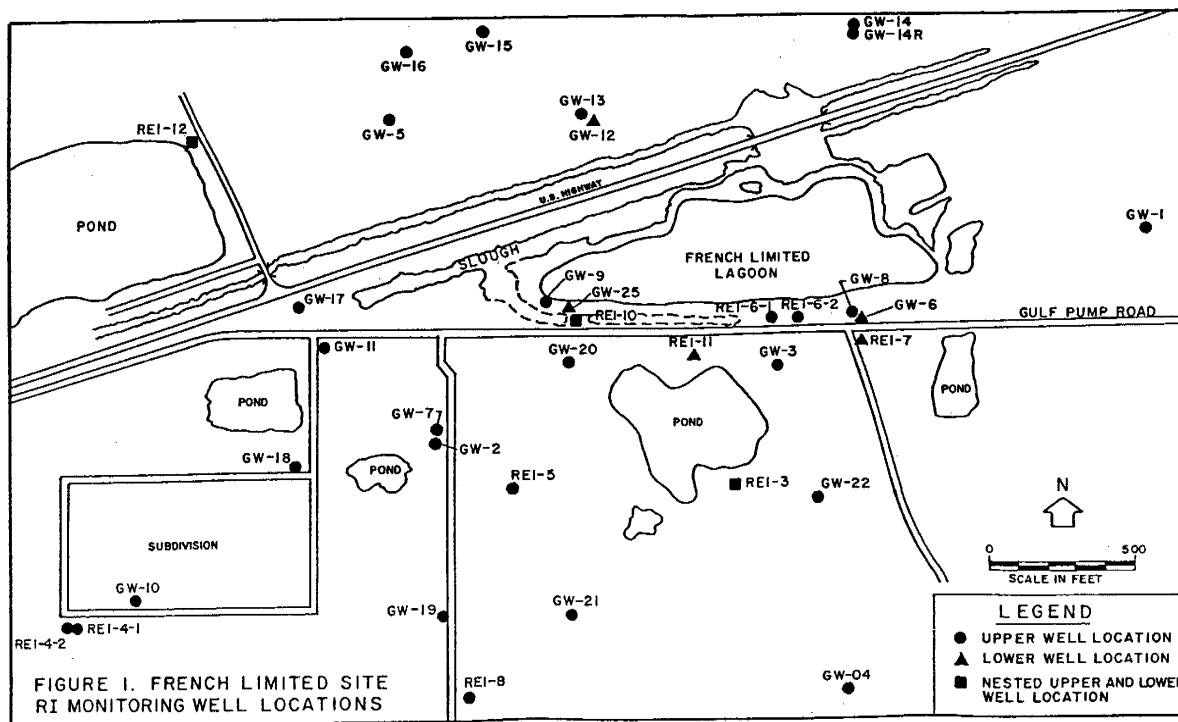 GW-14
GW-14R
GW-15
GW-16
GW-13
GW-12
GW-5
REI-12
POND
U.S. HIGHWAY
GW-1
SLOUGH
FRENCH LIMITED
LAGOON
GW-9
GW-25
GW-8
GW-17
REI-10
REI-6-1
REI-6-2
GW-6
GULF PUMP ROAD
GW-11
GW-20
REI-11
GW-3
REI-7
POND
POND
POND
GW-7
GW-2
GW-18
POND
REI-5
REI-3
GW-22
N
SUBDIVISION
0
500
SCALE IN FEET
GW-10
GW-19
GW-21
REI-4-2
REI-4-1
LEGEND
UPPER WELL LOCATION
LOWER WELL LOCATION
NESTED UPPER AND LOWER
WELL LOCATION
REI-8
GW-04
FIGURE 1. FRENCH LIMITED SITE
RI MONITORING WELL LOCATIONS